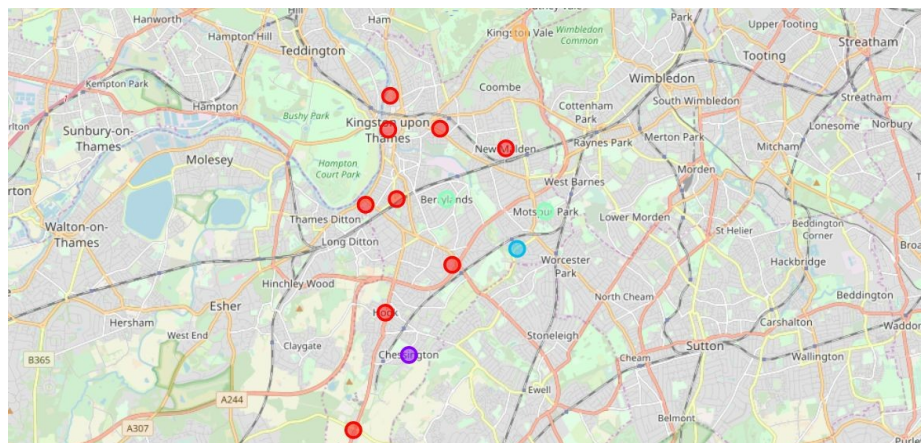 Hanworth
Hampton Hill
Ham
Teddington
Kingston Vale
Wimbledon
Common
Park
Upper Tooting
Streatham
Tooting
Kempton Park
Hampton
Bushy Park
Coombe
Wimbledon
Cottenham
Park
South Wimbledon
Streatham
Sunbury-on-
Thames
Kingston upon
Thames
New Malden
Raynes Park
Merton Park
Lonesome
Norbury
Mitcham
Molesey
Hampton
Court Park
Morden
West Barnes
Walton-on-
Thames
Thames Ditton
Berrylands
Motspur Park
Lower Morden
Beddington
Corner
Long Ditton
St Helier
Worcester
Park
Hackbridge
Hinchley Wood
Esher
North Cheam
Beddington
Hersham
Hook
West End
Claygate
Stoneleigh
Carshalton
Sutton
Wallington
Cheam
B365
Chessington
Ewell
A244
Belmont
A307